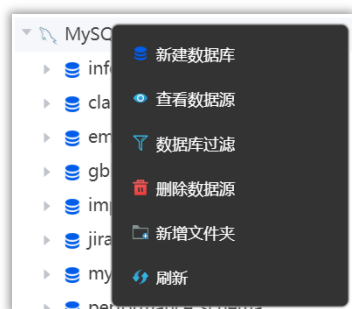 MySQ
新建数据库
inf
查看数据源
cla
数据库过滤
em
gb
删除数据源
imp
新增文件夹
jira
刷新
my